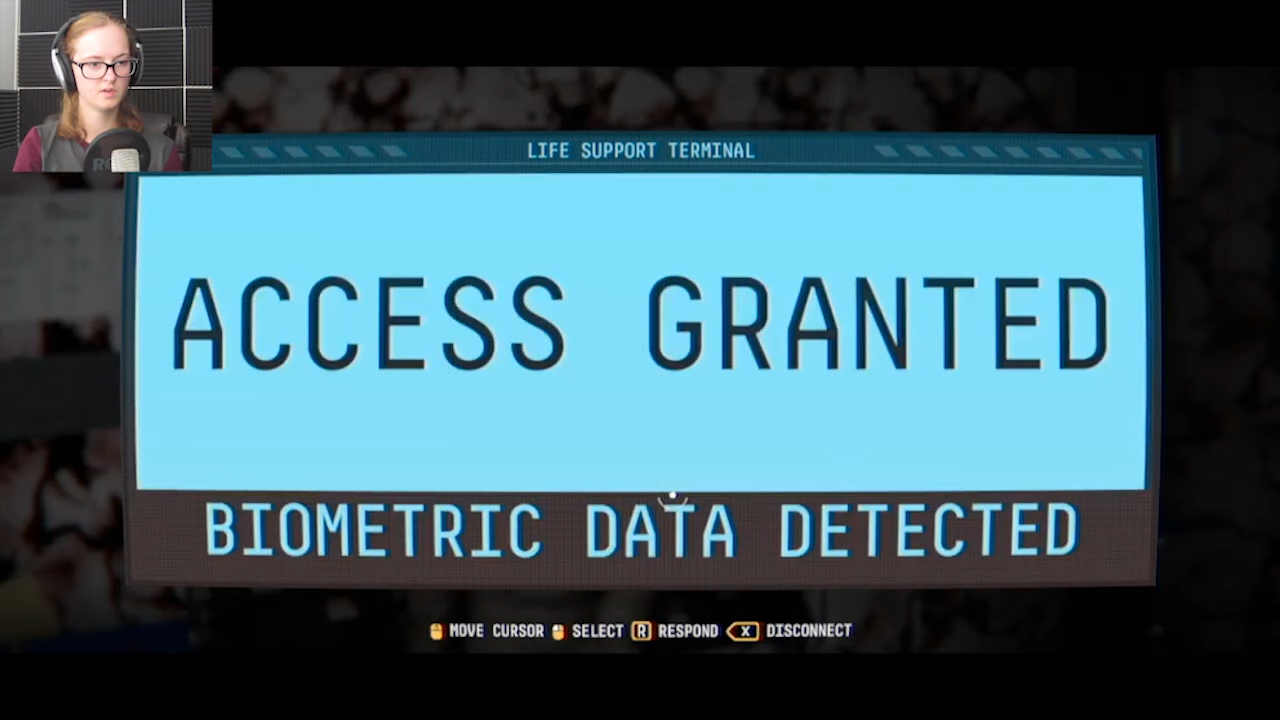 LIFE SUPPORT TERMINAL
ACCESS GRANTED
BIOMETRIC DATA DETECTED
MOVE CURSOR SELECT R RESPOND X DISCONNECT